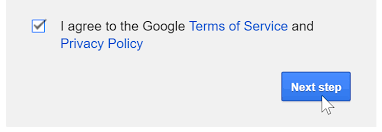 I agree to the Google Terms of Service and
Privacy Policy
Next step